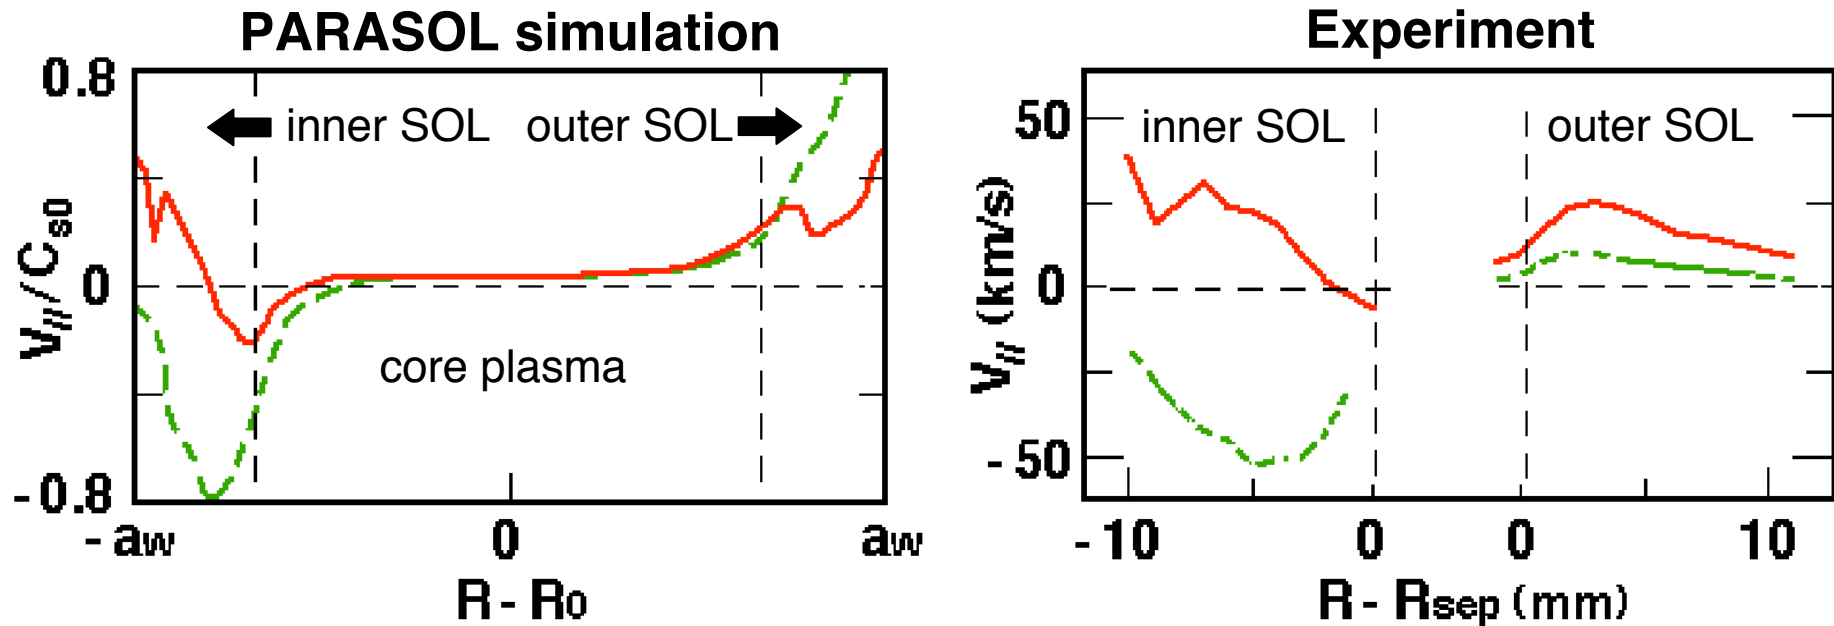 PARASOL simulation
0.8
0
- 0.8
V// / Cs0
inner SOL
outer SOL
core plasma
- aw
0
aw
R - R0
Experiment
50
0
- 50
V// (km/s)
inner SOL
outer SOL
- 10
0
0
10
R - Rsep (mm)